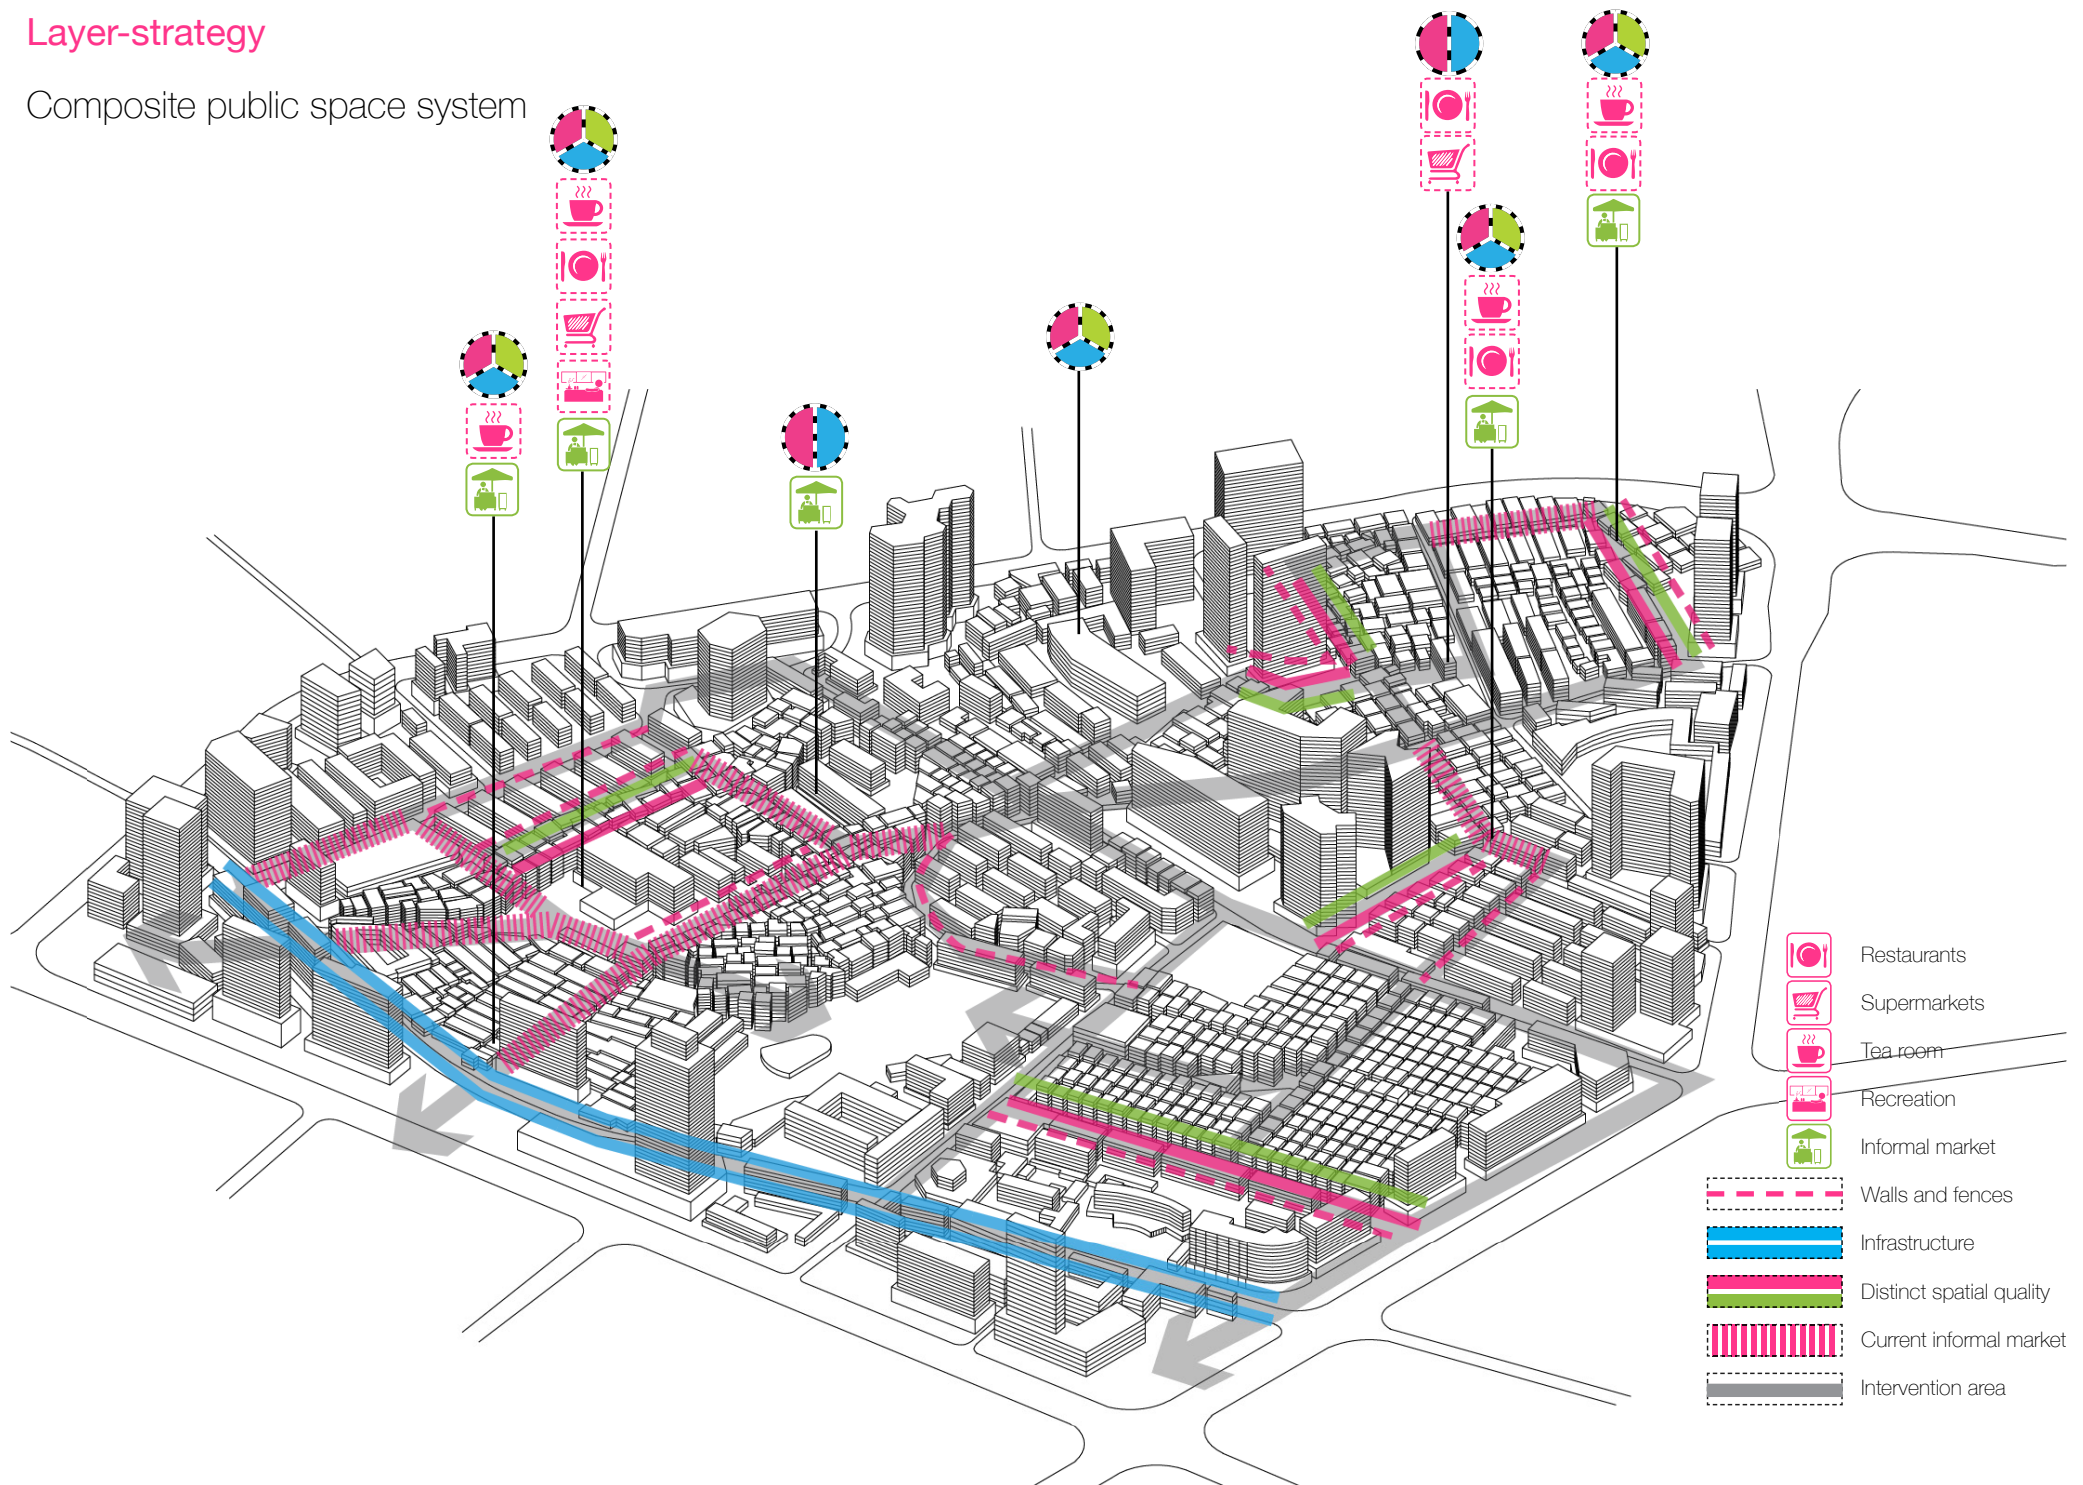 Layer-strategy
Composite public space system
Restaurants
Supermarkets
Tea room
Recreation
Informal market
Walls and fences
Infrastructure
Distinct spatial quality
Current informal market
Intervention area